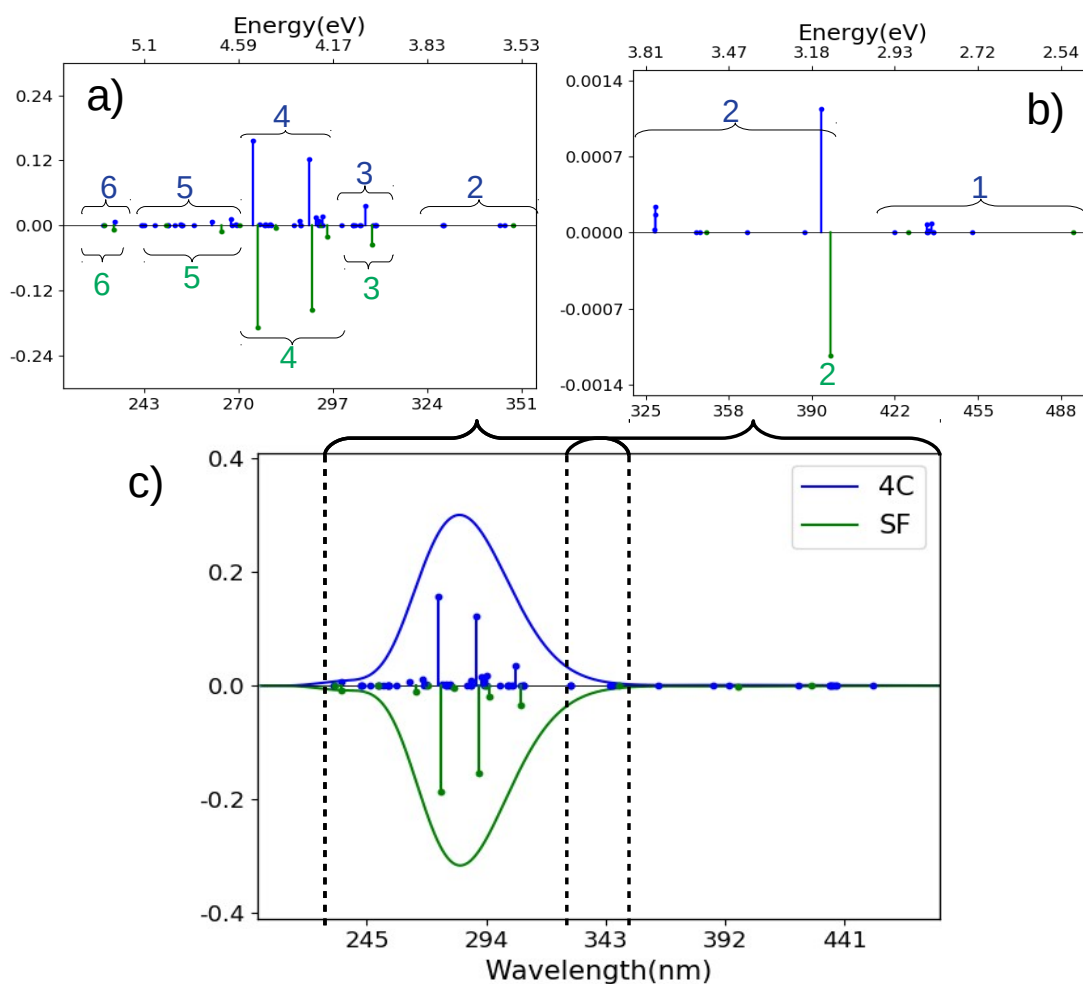 Energy(eV)
5.1 4.59 4.17 3.83 3.53
a)
0.24
0.12
0.00
-0.12
-0.24
6 5 4 3 2
6 5 4 3
243 270 297 324 351
Energy(eV)
3.81 3.47 3.18 2.93 2.72 2.54
b)
0.0014
0.0007
0.0000
-0.0007
-0.0014
2 1
2
325 358 390 422 455 488
c)
0.4
0.2
0.0
-0.2
-0.4
4C
SF
245 294 343 392 441
Wavelength(nm)